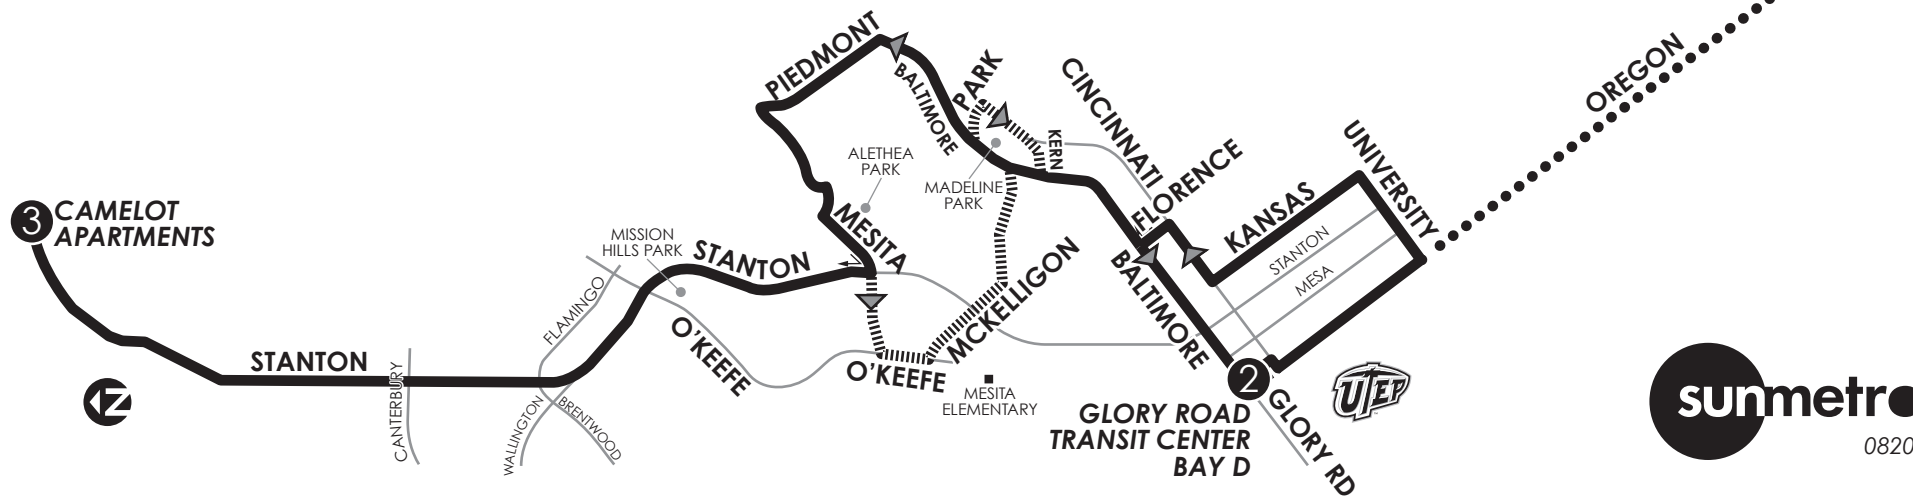 PIEDMONT
BALTIMORE
PARK
KERN
CINCINNATI
FLORENCE
KANSAS
UNIVERSITY
OREGON
ALETHEA
PARK
MADELINE
PARK
3
CAMELOT
APARTMENTS
MISSION
HILLS PARK
STANTON
MESITA
STANTON
MESA
FLAMINGO
O'KEEFE
MCKELLIGON
BALTIMORE
STANTON
CANTERBURY
WALLINGTON
BRENTWOOD
O'KEEFE
MESITA
ELEMENTARY
2
GLORY ROAD
TRANSIT CENTER
BAY D
GLORY RD
UTEP
Z
sunmetro
0820